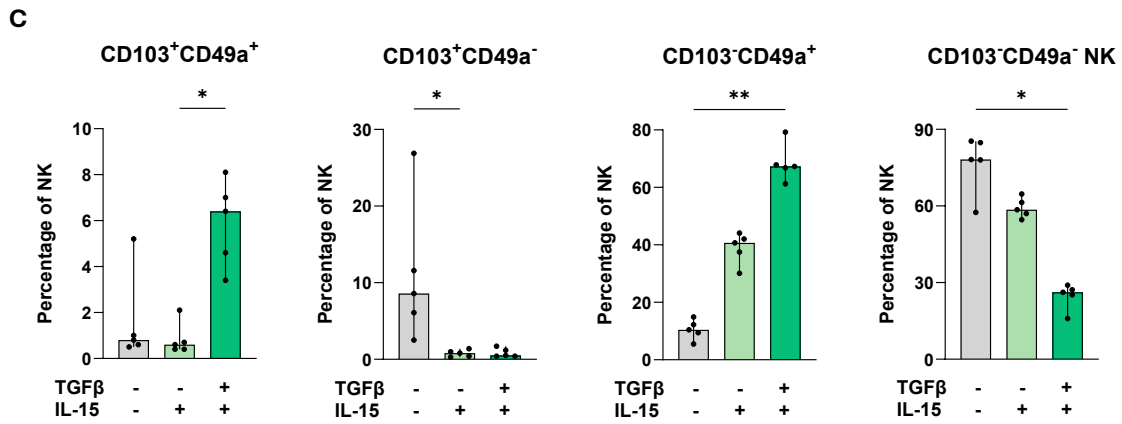 C
CD103⁺CD49a⁺
*
Percentage of NK
10
8
6
4
2
0
TGFβ - - +
IL-15 - + +
CD103⁺CD49a⁻
*
Percentage of NK
30
20
10
0
TGFβ - - +
IL-15 - + +
CD103⁻CD49a⁺
**
Percentage of NK
80
60
40
20
0
TGFβ - - +
IL-15 - + +
CD103⁻CD49a⁻ NK
*
Percentage of NK
90
60
30
0
TGFβ - - +
IL-15 - + +